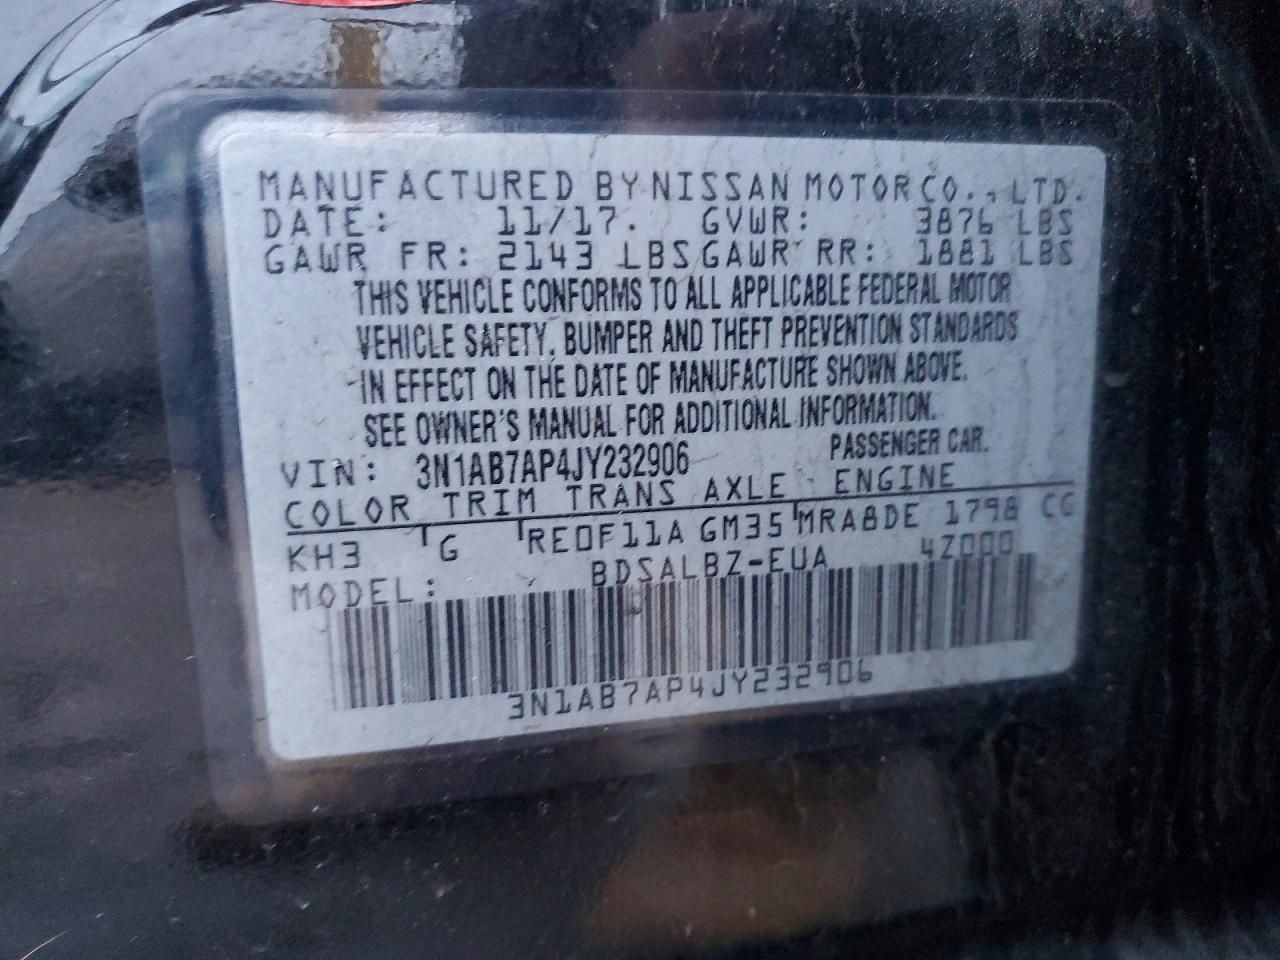 MANUFACTURED BY NISSAN MOTOR CO., LTD.
DATE: 11/17. GVWR: 3876 LBS
GAWR FR: 2143 LBS GAWR RR: 1881 LBS
THIS VEHICLE CONFORMS TO ALL APPLICABLE FEDERAL MOTOR
VEHICLE SAFETY, BUMPER AND THEFT PREVENTION STANDARDS
IN EFFECT ON THE DATE OF MANUFACTURE SHOWN ABOVE.
SEE OWNER'S MANUAL FOR ADDITIONAL INFORMATION.
VIN: 3N1AB7AP4JY232906 PASSENGER CAR.
COLOR TRIM TRANS AXLE ENGINE
KH3 G RE0F11A GM35 MRA8DE 1798 CC
MODEL: BDSALBZ-EUA 4Z000
3N1AB7AP4JY232906